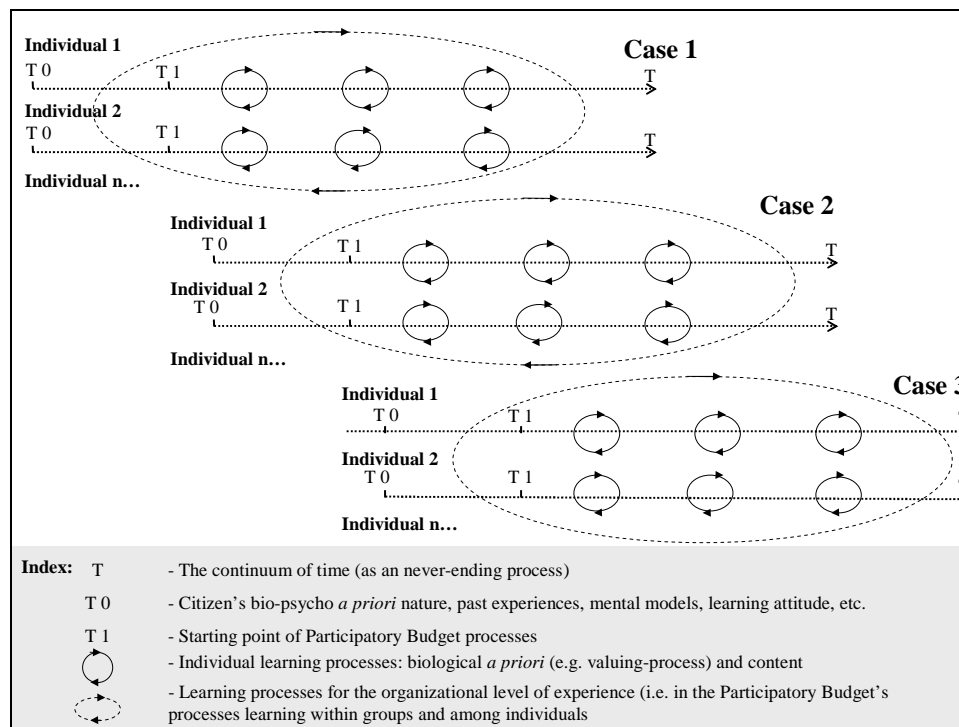 Individual 1
Case 1
T 0
T 1
T
Individual 2
T 0
T 1
T
Individual n…
Case 2
Individual 1
T 0
T 1
T
Individual 2
T 0
T 1
T
Individual n…
Case 3
Individual 1
T 0
T 1
Individual 2
T 0
T 1
Individual n…
Index: T - The continuum of time (as an never-ending process)
T 0 - Citizen's bio-psycho a priori nature, past experiences, mental models, learning attitude, etc.
T 1 - Starting point of Participatory Budget processes
- Individual learning processes: biological a priori (e.g. valuing-process) and content
- Learning processes for the organizational level of experience (i.e. in the Participatory Budget's
processes learning within groups and among individuals